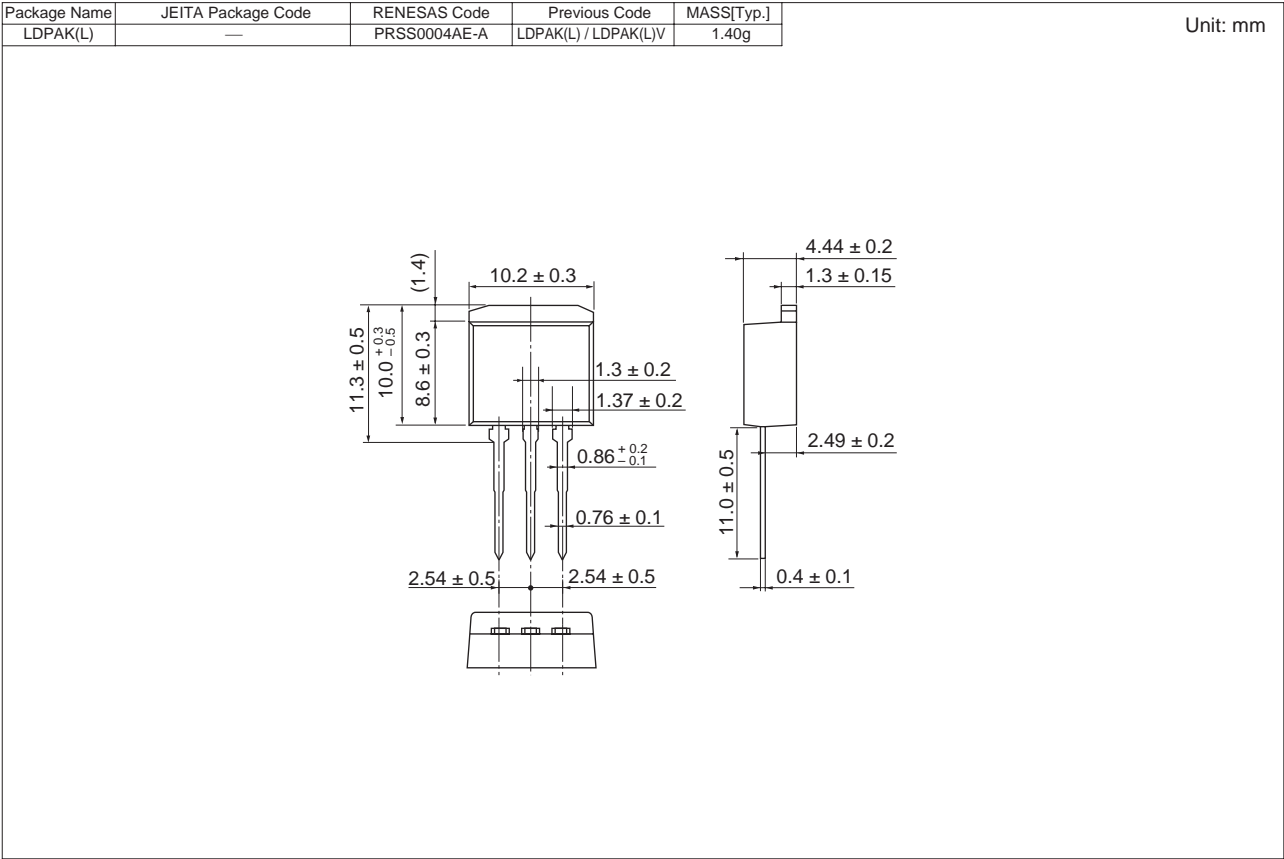 Package Name JEITA Package Code RENESAS Code Previous Code MASS[Typ.]
LDPAK(L) — PRSS0004AE-A LDPAK(L) / LDPAK(L)V 1.40g
Unit: mm
(1.4)
10.2 ± 0.3
4.44 ± 0.2
1.3 ± 0.15
11.3 ± 0.5
10.0 + 0.3 – 0.5
8.6 ± 0.3
1.3 ± 0.2
1.37 ± 0.2
2.49 ± 0.2
0.86 + 0.2 – 0.1
11.0 ± 0.5
0.76 ± 0.1
2.54 ± 0.5 2.54 ± 0.5
0.4 ± 0.1